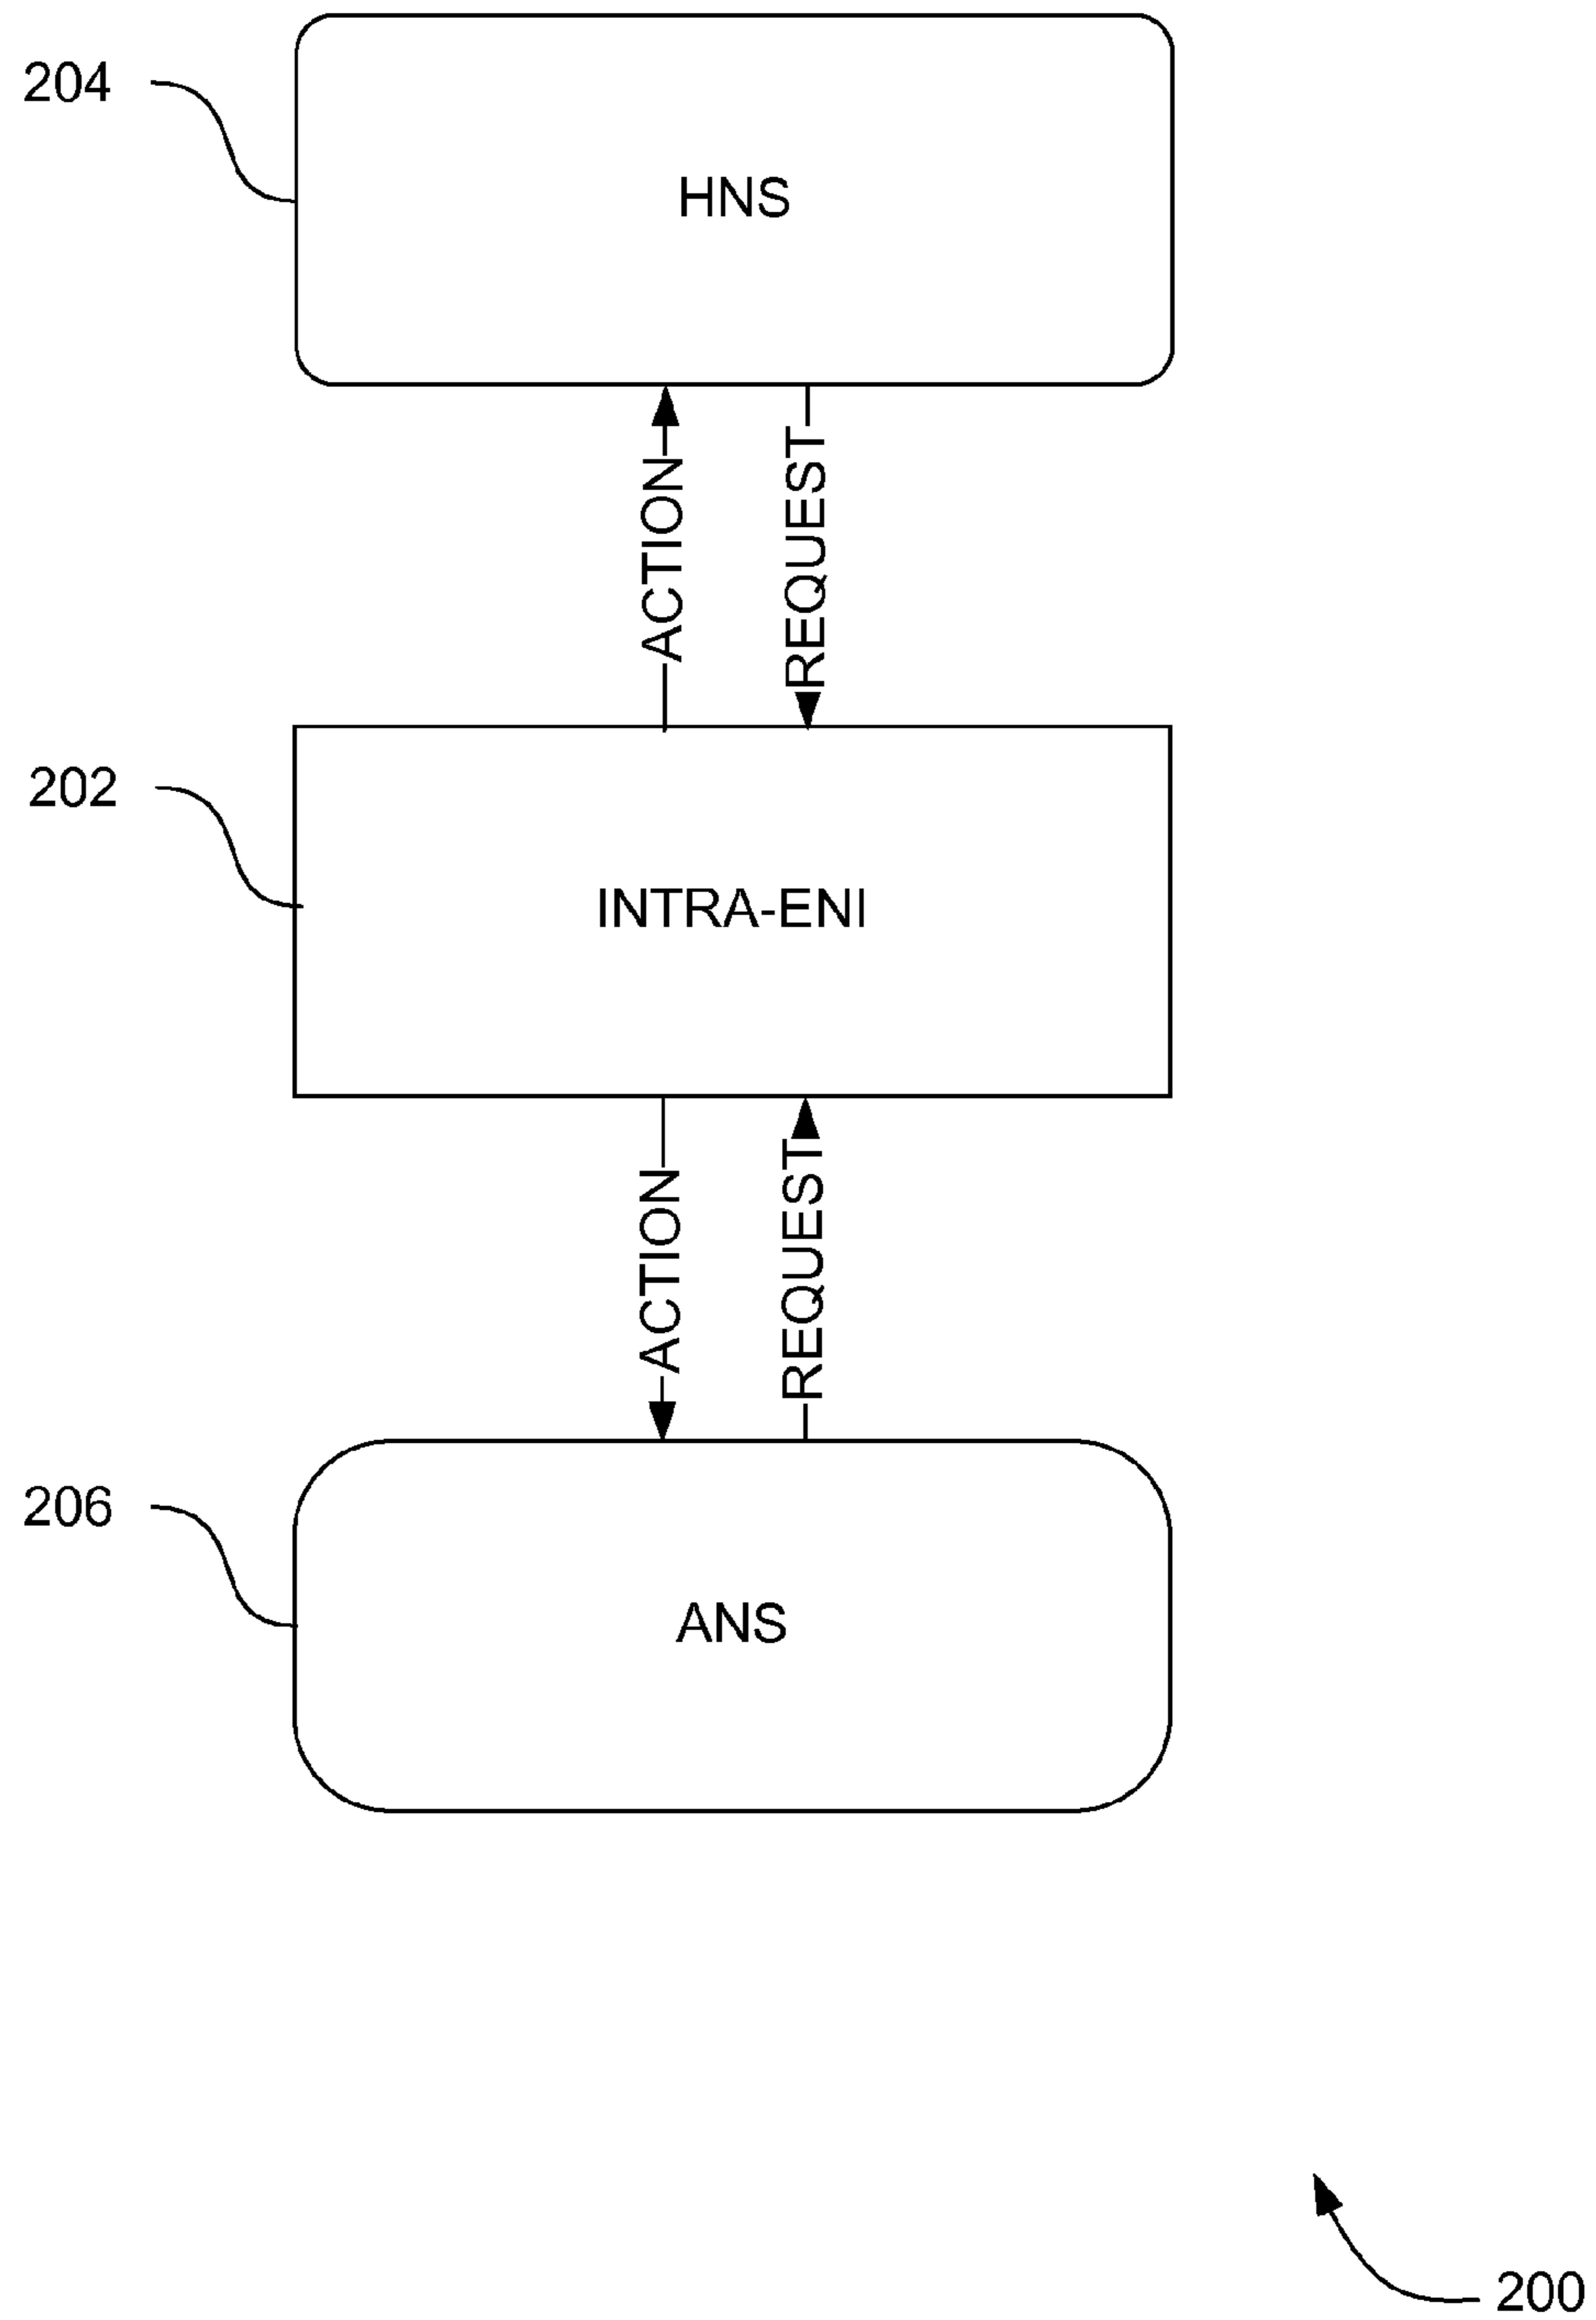 204
HNS
ACTION
REQUEST
202
INTRA-ENI
ACTION
REQUEST
206
ANS
200